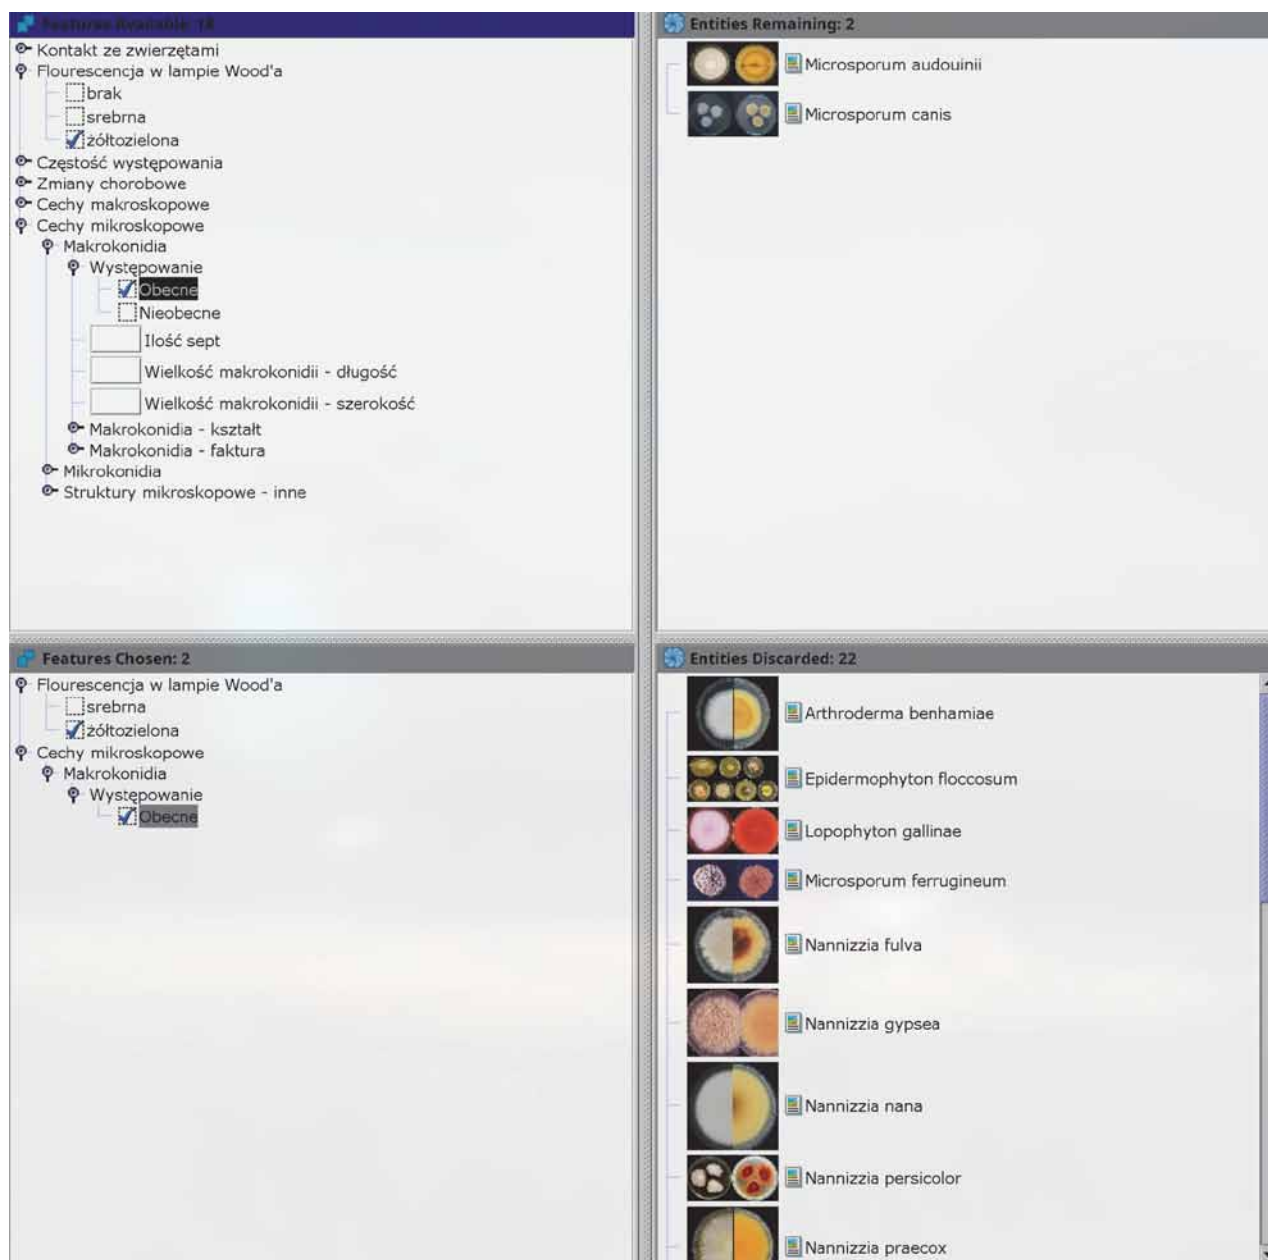 Features Available: 18
Kontakt ze zwierzętami
Flourescencja w lampie Wood'a
brak
srebrna
żółtozielona
Częstość występowania
Zmiany chorobowe
Cechy makroskopowe
Cechy mikroskopowe
Makrokonidia
Występowanie
Obecne
Nieobecne
Ilość sept
Wielkość makrokonidii - długość
Wielkość makrokonidii - szerokość
Makrokonidia - kształt
Makrokonidia - faktura
Mikrokonidia
Struktury mikroskopowe - inne
Entities Remaining: 2
Microsporum audouinii
Microsporum canis
Features Chosen: 2
Flourescencja w lampie Wood'a
srebrna
żółtozielona
Cechy mikroskopowe
Makrokonidia
Występowanie
Obecne
Entities Discarded: 22
Arthroderma benhamiae
Epidermophyton floccosum
Lopophyton gallinae
Microsporum ferrugineum
Nannizzia fulva
Nannizzia gypsea
Nannizzia nana
Nannizzia persicolor
Nannizzia praecox